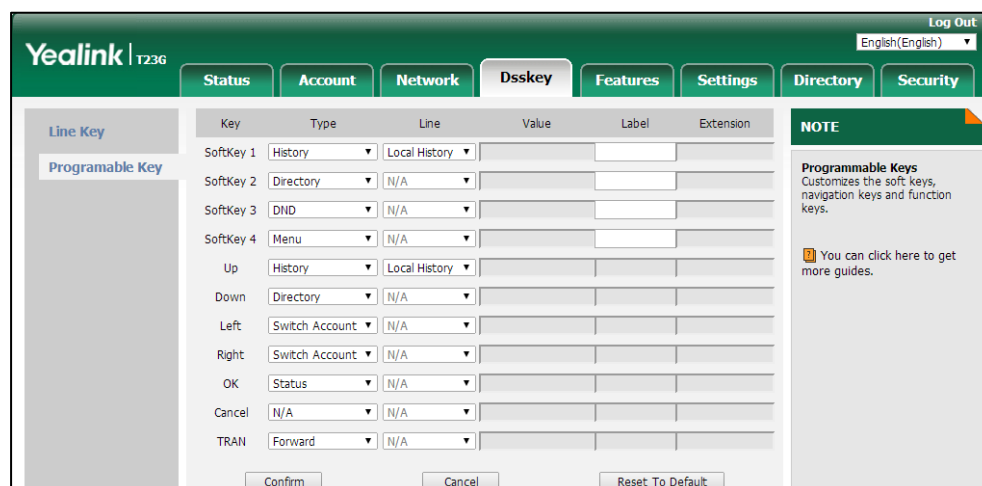 Log Out
Yealink T23G
English(English)
Status Account Network Dsskey Features Settings Directory Security
Line Key
Programable Key
Key Type Line Value Label Extension
SoftKey 1 History Local History
SoftKey 2 Directory N/A
SoftKey 3 DND N/A
SoftKey 4 Menu N/A
Up History Local History
Down Directory N/A
Left Switch Account N/A
Right Switch Account N/A
OK Status N/A
Cancel N/A N/A
TRAN Forward N/A
Confirm Cancel Reset To Default
NOTE
Programmable Keys
Customizes the soft keys,
navigation keys and function
keys.
? You can click here to get
more guides.